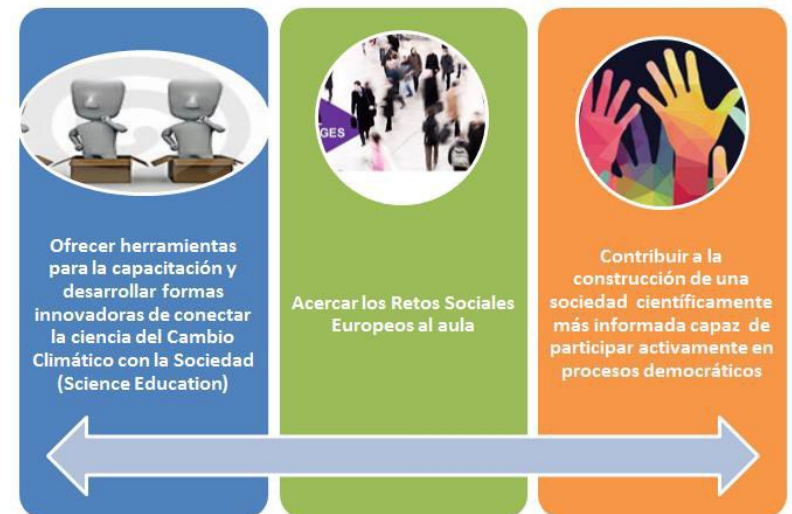 Ofrecer herramientas
para la capacitación y
desarrollar formas
innovadoras de conectar
la ciencia del Cambio
Climático con la Sociedad
(Science Education)
GES
Acercar los Retos Sociales
Europeos al aula
Contribuir a la
construcción de una
sociedad científicamente
más informada capaz de
participar activamente en
procesos democráticos